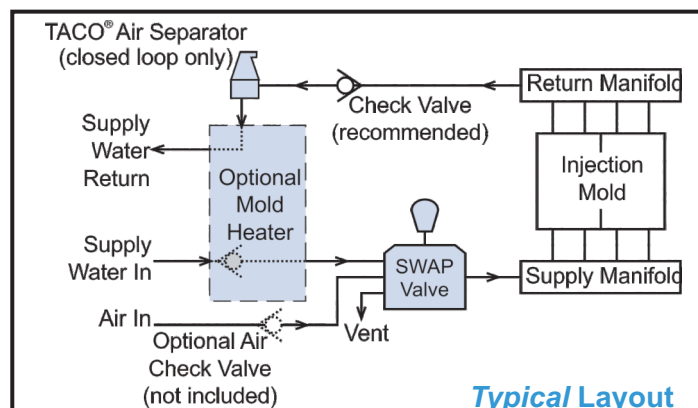 TACO® Air Separator
(closed loop only)
Check Valve
(recommended)
Return Manifold
Supply
Water
Return
Optional
Mold
Heater
Injection
Mold
Supply
Water In
SWAP
Valve
Supply Manifold
Air In
Vent
Optional Air
Check Valve
(not included)
Typical Layout